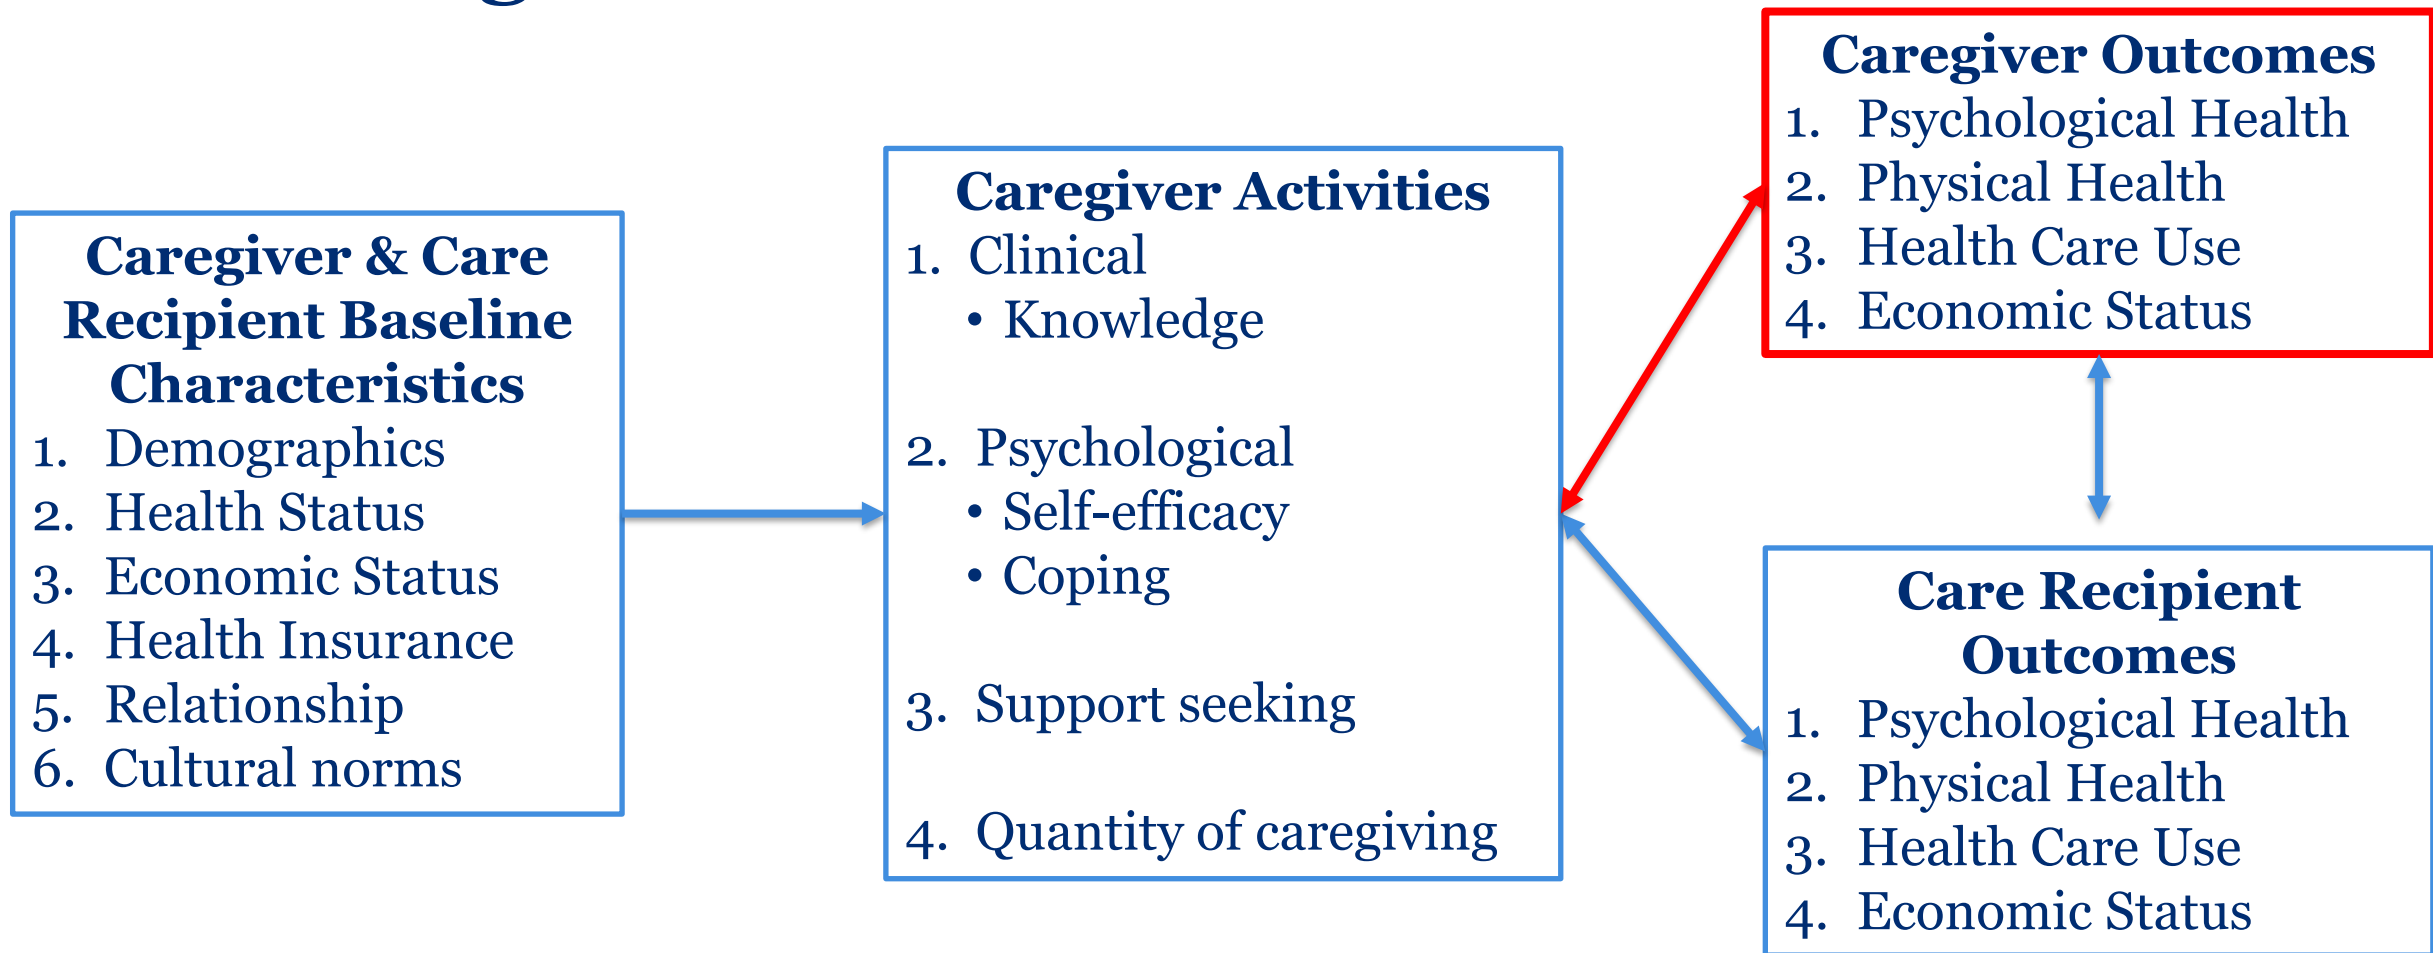 Caregiver & Care
Recipient Baseline
Characteristics
1. Demographics
2. Health Status
3. Economic Status
4. Health Insurance
5. Relationship
6. Cultural norms
Caregiver Activities
1. Clinical
• Knowledge
2. Psychological
• Self-efficacy
• Coping
3. Support seeking
4. Quantity of caregiving
Caregiver Outcomes
1. Psychological Health
2. Physical Health
3. Health Care Use
4. Economic Status
Care Recipient
Outcomes
1. Psychological Health
2. Physical Health
3. Health Care Use
4. Economic Status